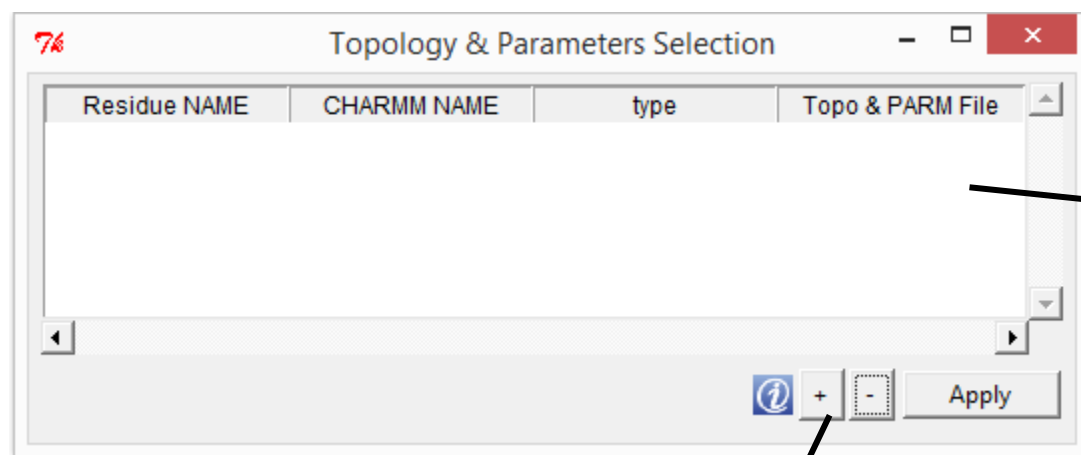 Topology & Parameters Selection
Residue NAME CHARMM NAME type Topo & PARM File
+ - Apply